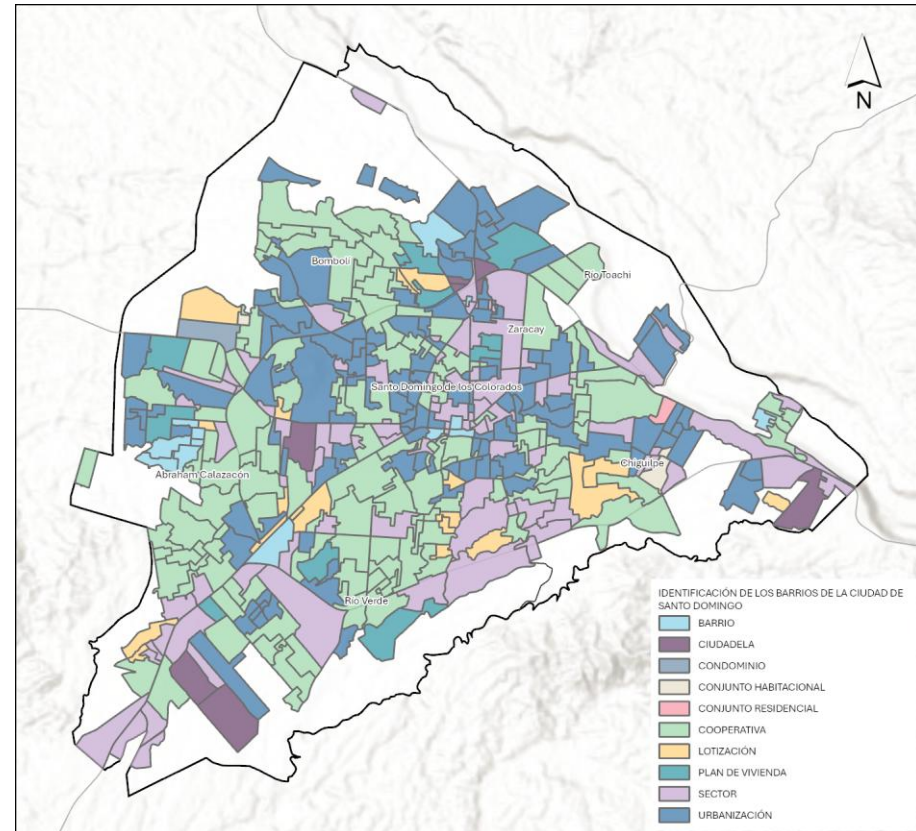 N
Bomboli
Rio Toachi
Zaracay
Santo Domingo de los Colorados
Chiguilpe
Abraham Calazacón
Rio Verde
IDENTIFICACIÓN DE LOS BARRIOS DE LA CIUDAD DE
SANTO DOMINGO
BARRIO
CIUDADELA
CONDOMINIO
CONJUNTO HABITACIONAL
CONJUNTO RESIDENCIAL
COOPERATIVA
LOTIZACIÓN
PLAN DE VIVIENDA
SECTOR
URBANIZACIÓN